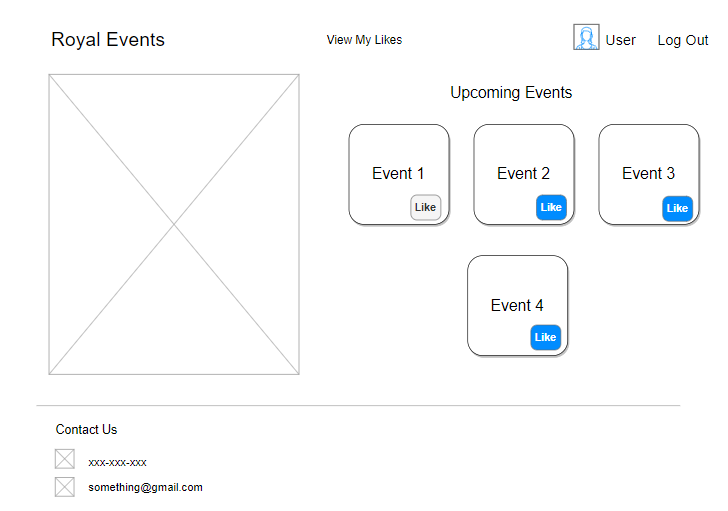 Royal Events
View My Likes
User
Log Out
Upcoming Events
Event 1
Like
Event 2
Like
Event 3
Like
Event 4
Like
Contact Us
xxx-xxx-xxx
something@gmail.com